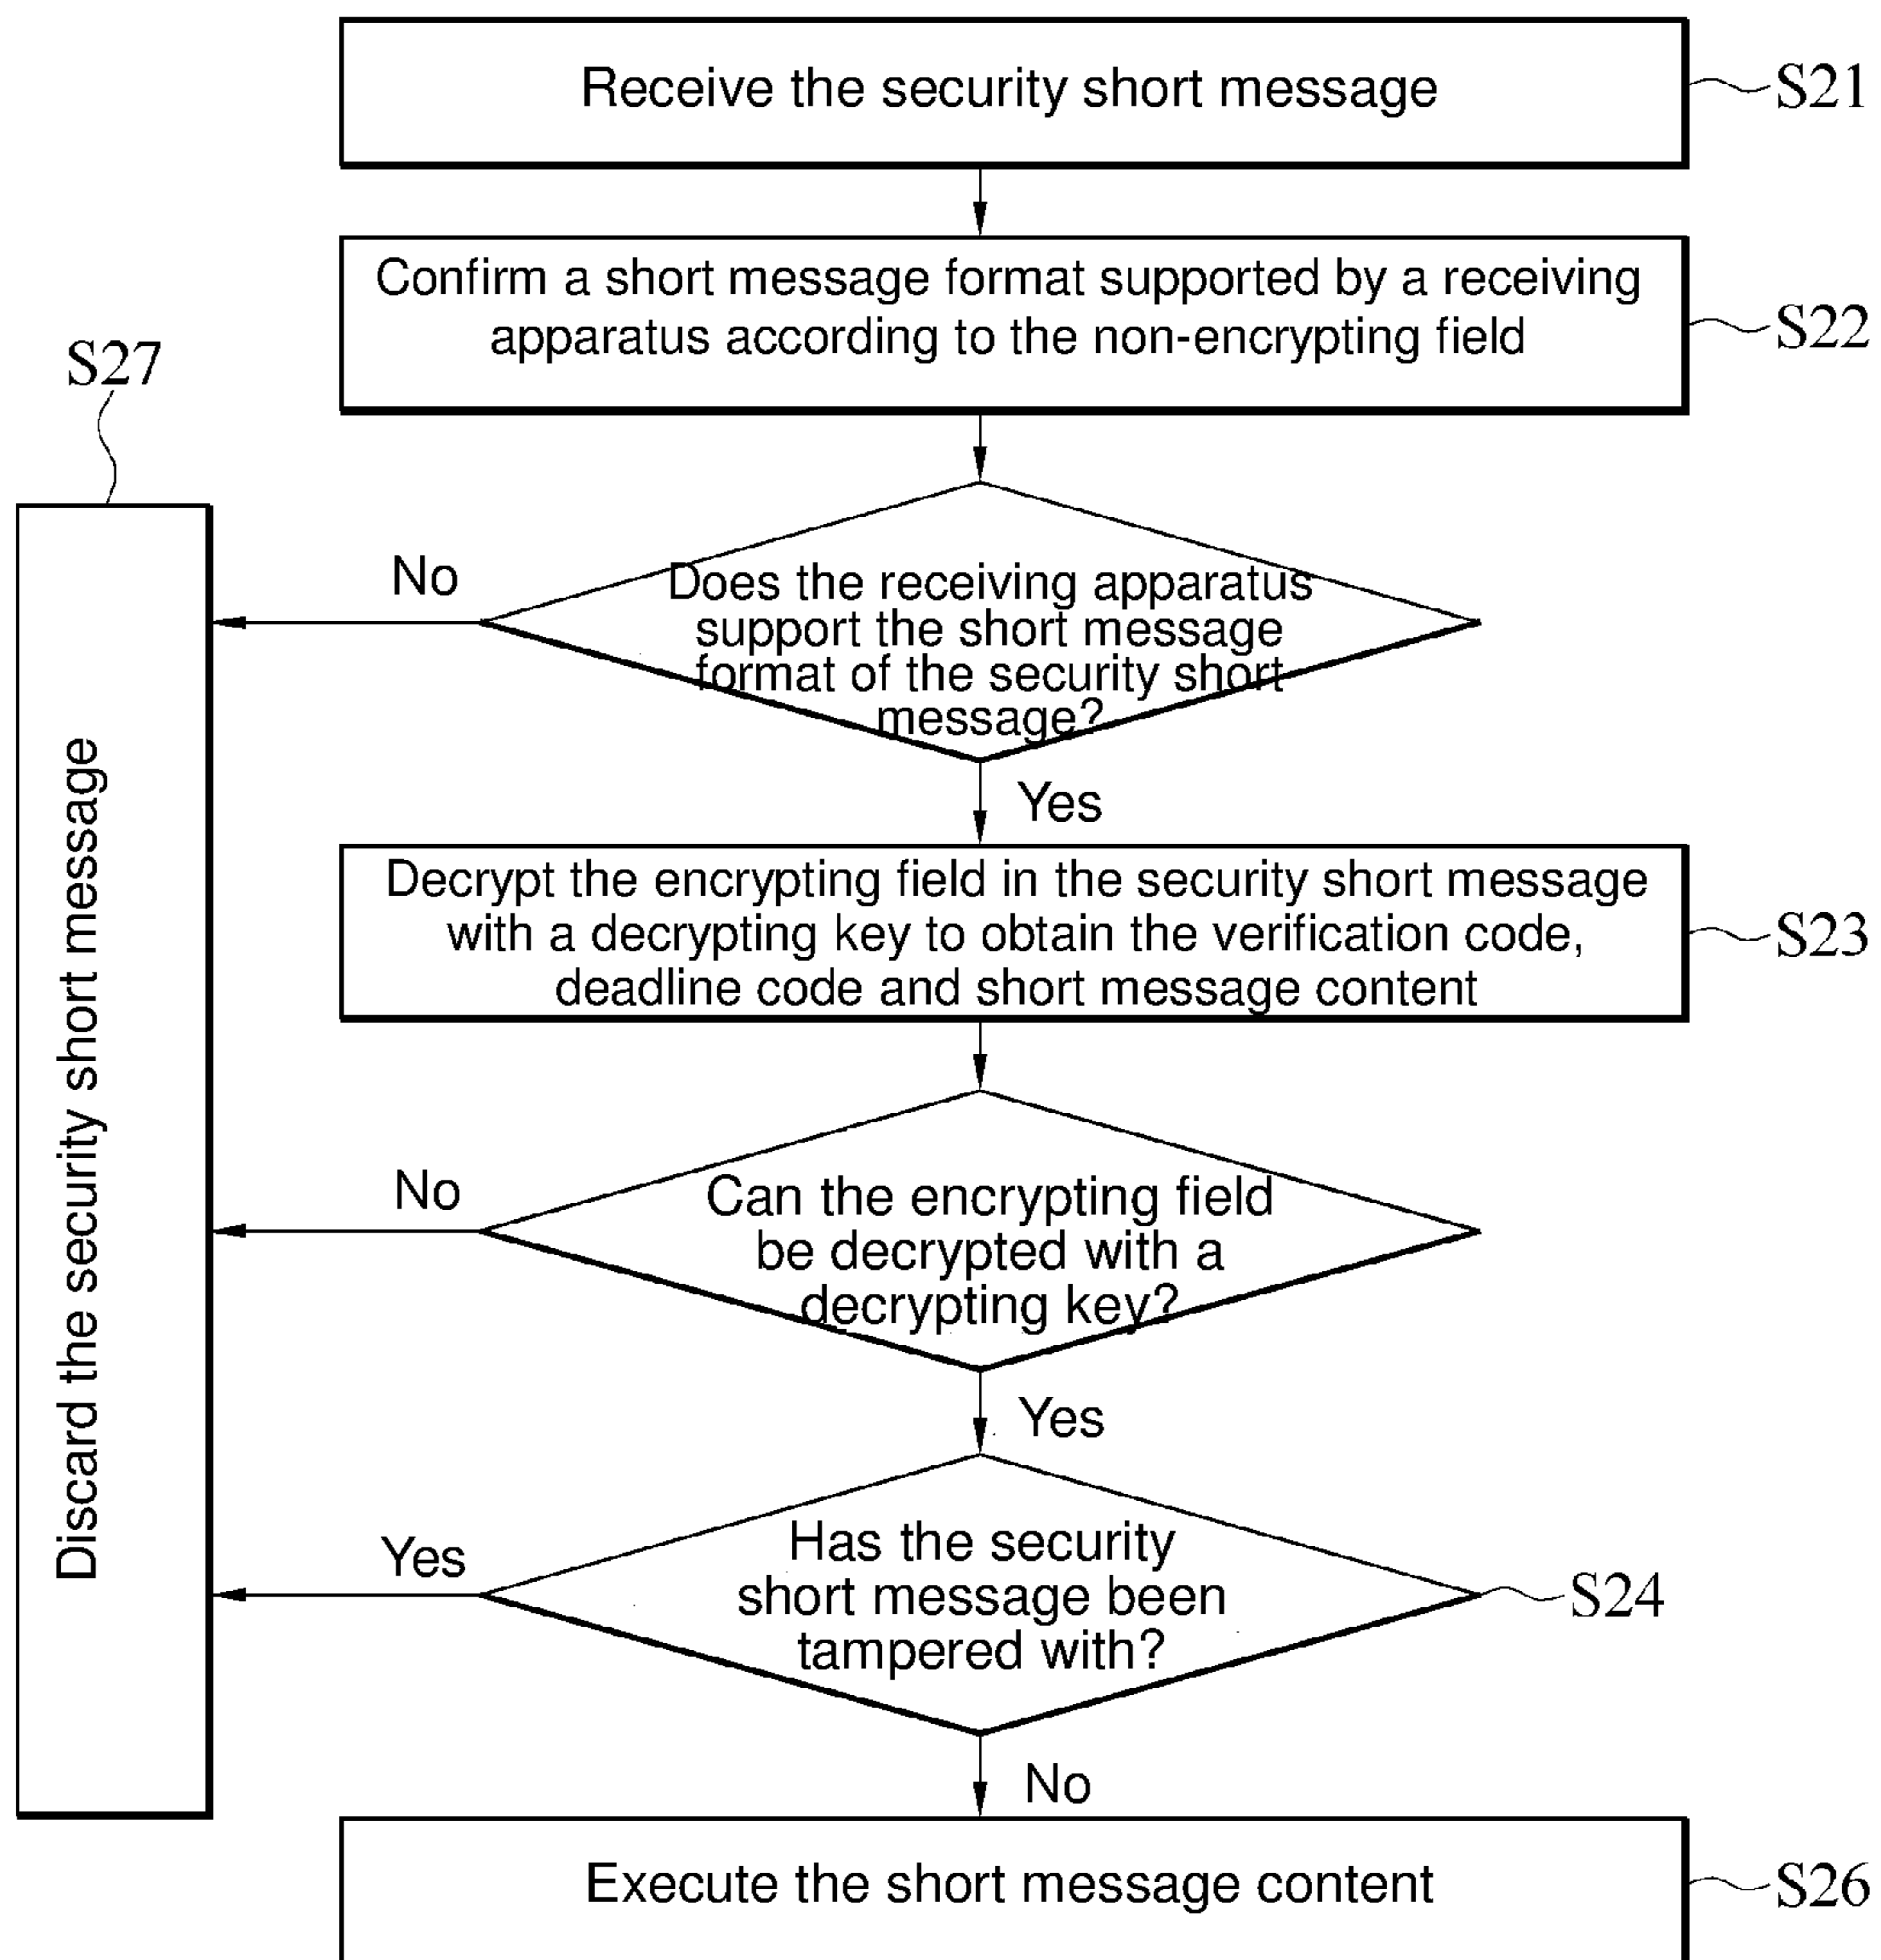 Receive the security short message
S21
Confirm a short message format supported by a receiving
apparatus according to the non-encrypting field
S22
S27
Discard the security short message
Does the receiving apparatus
support the short message
format of the security short
message?
No
Yes
Decrypt the encrypting field in the security short message
with a decrypting key to obtain the verification code,
deadline code and short message content
S23
Can the encrypting field
be decrypted with a
decrypting key?
No
Yes
Has the security
short message been
tampered with?
S24
Yes
No
Execute the short message content
S26